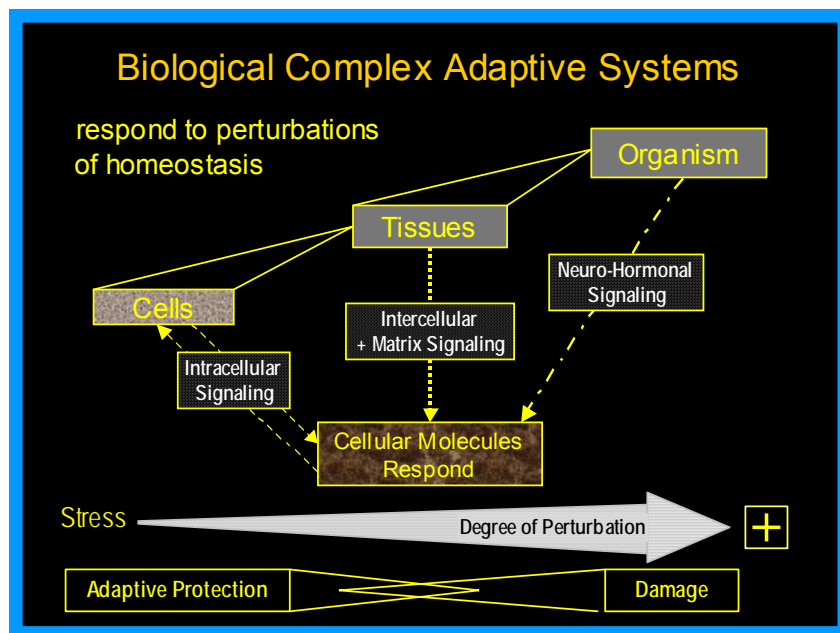 Biological Complex Adaptive Systems
respond to perturbations
of homeostasis
Organism
Tissues
Neuro-Hormonal
Signaling
Cells
Intercellular
+ Matrix Signaling
Intracellular
Signaling
Cellular Molecules
Respond
Stress
Degree of Perturbation
+
Adaptive Protection
Damage